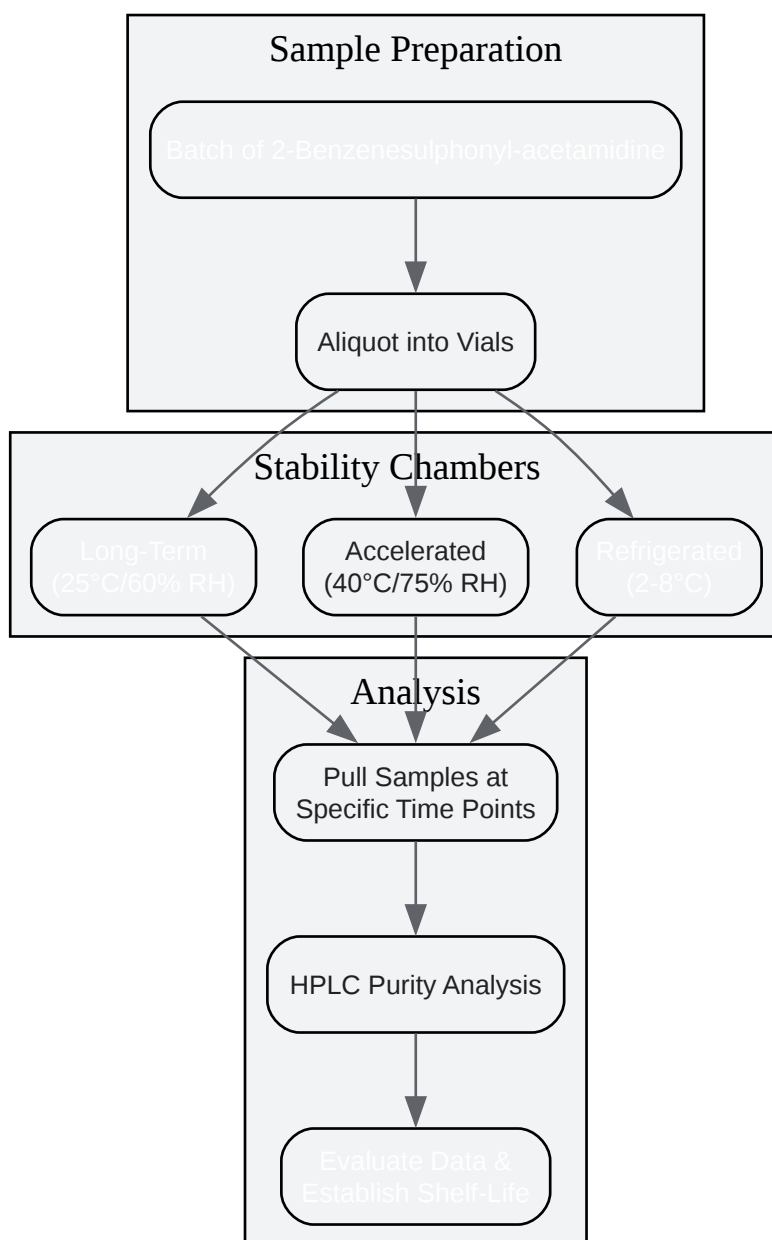 Sample Preparation
Batch of 2-Benzenesulphonyl-acetamidine
Aliquot into Vials
Stability Chambers
Long-Term
(25°C/60% RH)
Accelerated
(40°C/75% RH)
Refrigerated
(2-8°C)
Analysis
Pull Samples at
Specific Time Points
HPLC Purity Analysis
Evaluate Data &
Establish Shelf-Life